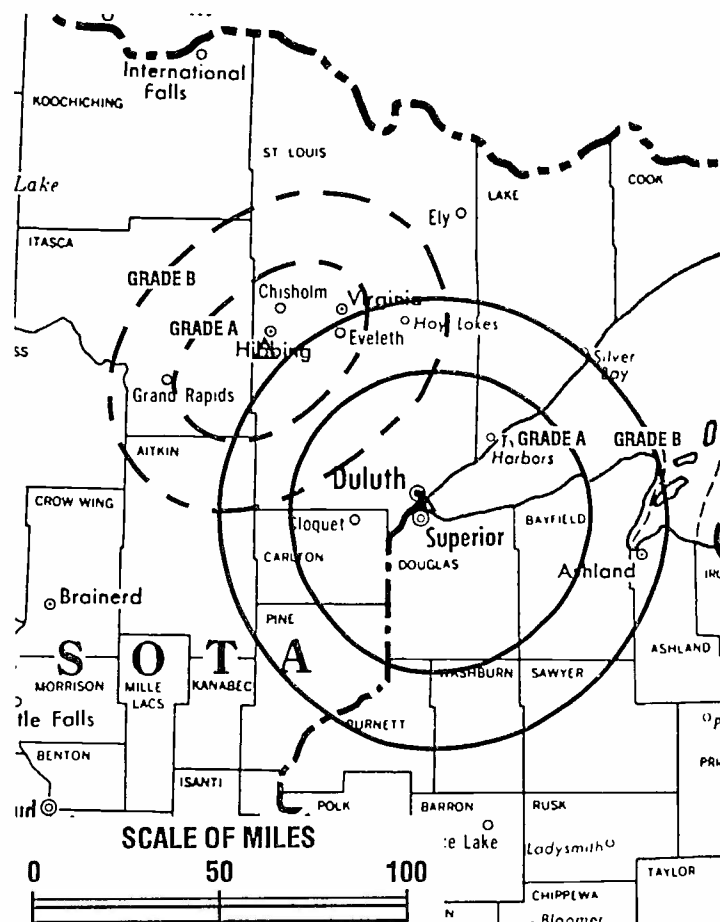 International
Falls
KOOCHICHING
ST LOUIS
LAKE
COOK
Lake
Ely
ITASCA
GRADE B
Chisholm
Virginia
GRADE A
Hoy Lakes
Eveleth
SS
Hibbing
Silver
Bay
Grand Rapids
GRADE A
GRADE B
Harbors
AITKIN
Duluth
CROW WING
Cloquet
BAYFIELD
Superior
CARLTON
DOUGLAS
Ashland
Brainerd
PINE
S O T A
ASHLAND
MORRISON
MILLE
LACS
KANABEC
WASHBURN
SAWYER
tle Falls
BURNETT
BENTON
ISANTI
POLK
BARRON
RUSK
SCALE OF MILES
e Lake
Ladysmith
0 50 100
TAYLOR
CHIPPEWA
Bloomer